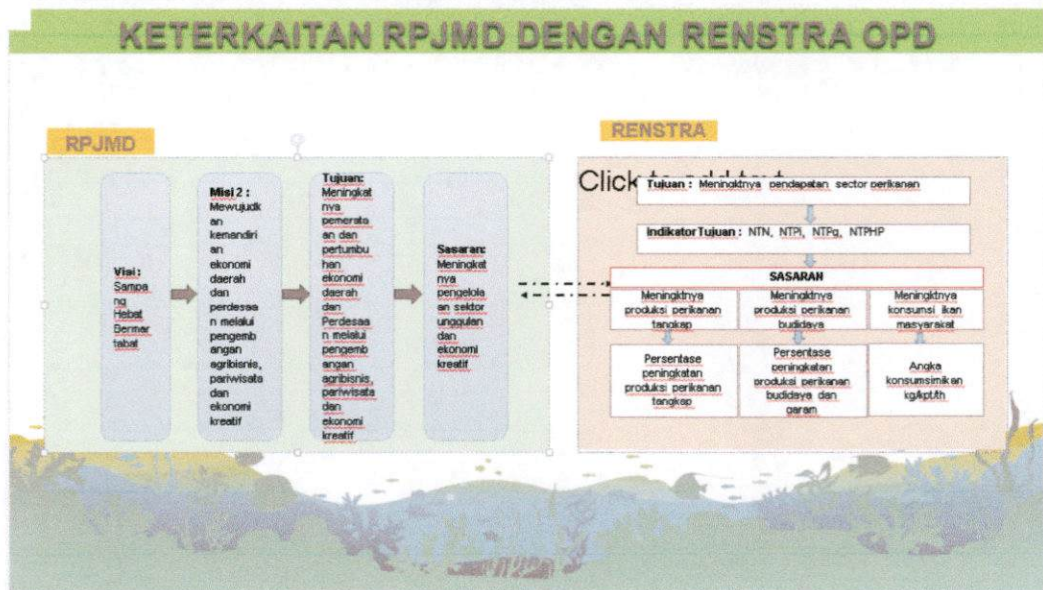 KETERKAITAN RPJMD DENGAN RENSTRA OPD
RPJMD
Visi :
Sampa
ng
Hebat
Bermar
tabat
Misi 2 :
Mewujudk
an
kemandiri
an
ekonomi
daerah
dan
perdesaa
n melalui
pengemb
angan
agribisnis,
pariwisata
dan
ekonomi
kreatif
Tujuan:
Meningkat
nya
pemerata
an dan
pertumbu
han
ekonomi
daerah
dan
Perdesaa
n melalui
pengemb
angan
agribisnis,
pariwisata
dan
ekonomi
kreatif
Sasaran:
Meningkat
nya
pengelola
an sektor
unggulan
dan
ekonomi
kreatif
RENSTRA
Click to add text
Tujuan : Meningktnya pendapatan sector perikanan
Indikator Tujuan : NTN, NTPi, NTPg, NTPHP
SASARAN
Meningktnya
produksi perikanan
tangkap
Meningktnya
produksi perikanan
budidaya
Meningktnya
konsumsi ikan
masyarakat
Persentase
peningkatan
produksi perikanan
tangkap
Persentase
peningkatan
produksi perikanan
budidaya dan
garam
Angka
konsumsimikan
kg/kpt/th